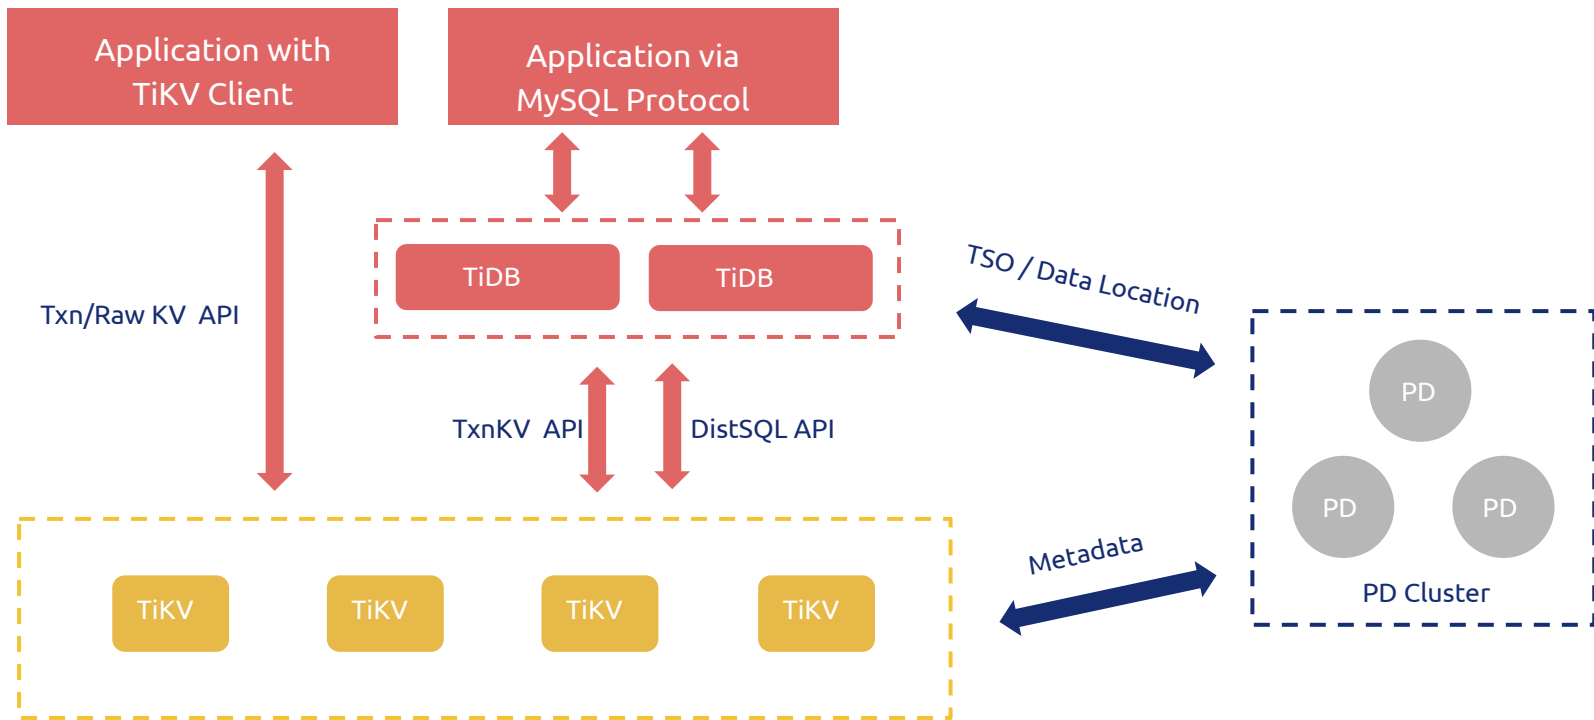 Application with
TiKV Client
Application via
MySQL Protocol
TiDB
TiDB
TSO / Data Location
Txn/Raw KV  API
TxnKV  API
DistSQL API
PD
PD
PD
PD Cluster
Metadata
TiKV
TiKV
TiKV
TiKV